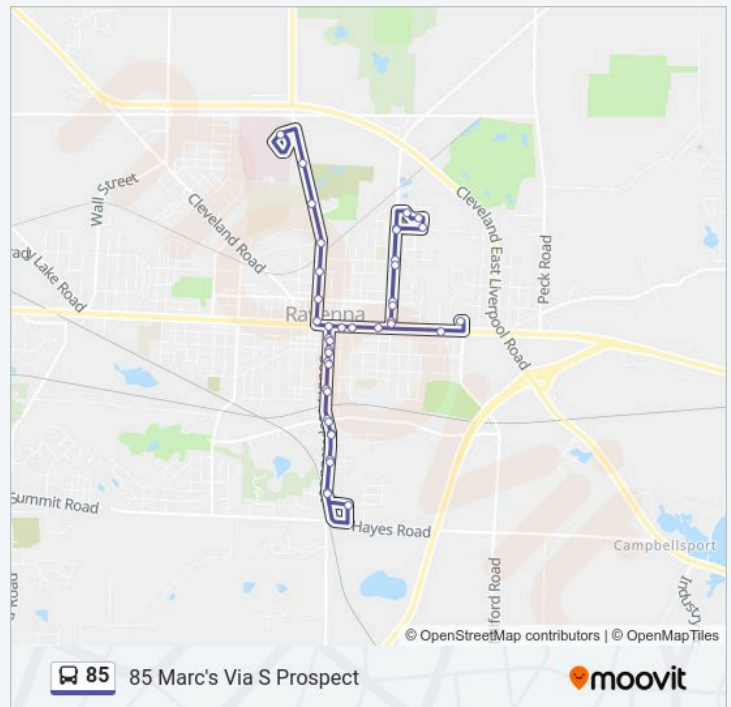 Wall Street
Cleveland Road
Cleveland East Liverpool Road
Peck Road
Lake Road
Ravenna
Summit Road
Hayes Road
Campbellsport
© OpenStreetMap contributors | © OpenMapTiles
85 85 Marc's Via S Prospect moovit